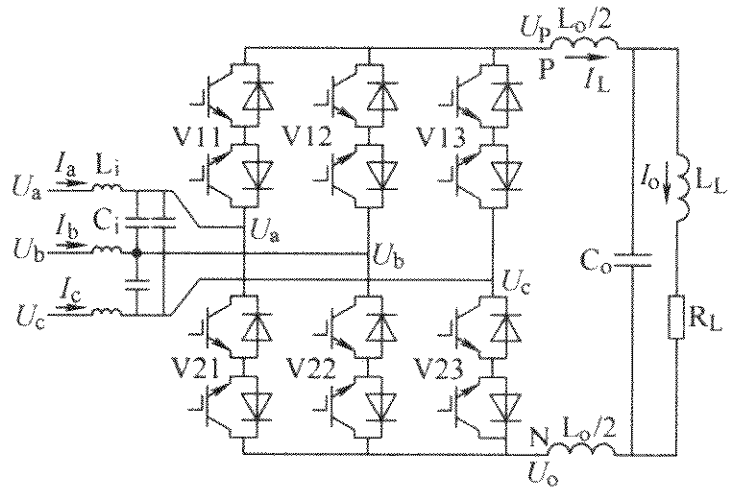 U_P L_o/2
P I_L
V11 V12 V13
I_a L_i
U_a
C_i
U_a
I_b
U_b
U_b
I_c
U_c
U_c
I_o L_L
C_o
R_L
V21 V22 V23
N L_o/2
U_o